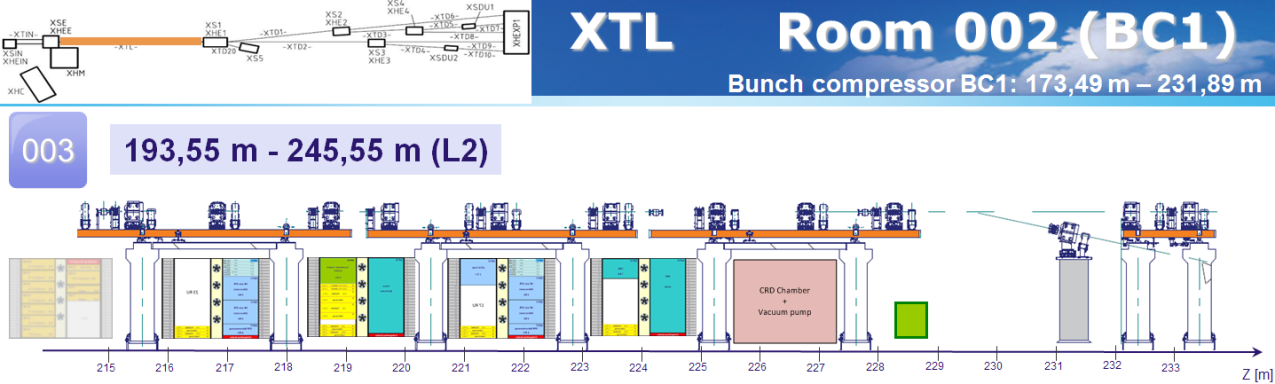 XTL Room 002 (BC1)
Bunch compressor BC1: 173,49 m – 231,89 m
XSE
XHEE
-XTIN-
XSIN
XHEIN
XHM
XHC
-XTL-
XS1
XHE1
XTD20
XS5
-XTD1-
-XTD2-
XS2
XHE2
XS4
XHE4
-XTD6-
-XTD5-
XSDU1
-XTD7-
-XTD8-
XS3
XHE3
-XTD4-
XSDU2
-XTD9-
-XTD10-
XHEXP1
003
193,55 m - 245,55 m (L2)
CRD Chamber
+
Vacuum pump
215 216 217 218 219 220 221 222 223 224 225 226 227 228 229 230 231 232 233
Z [m]